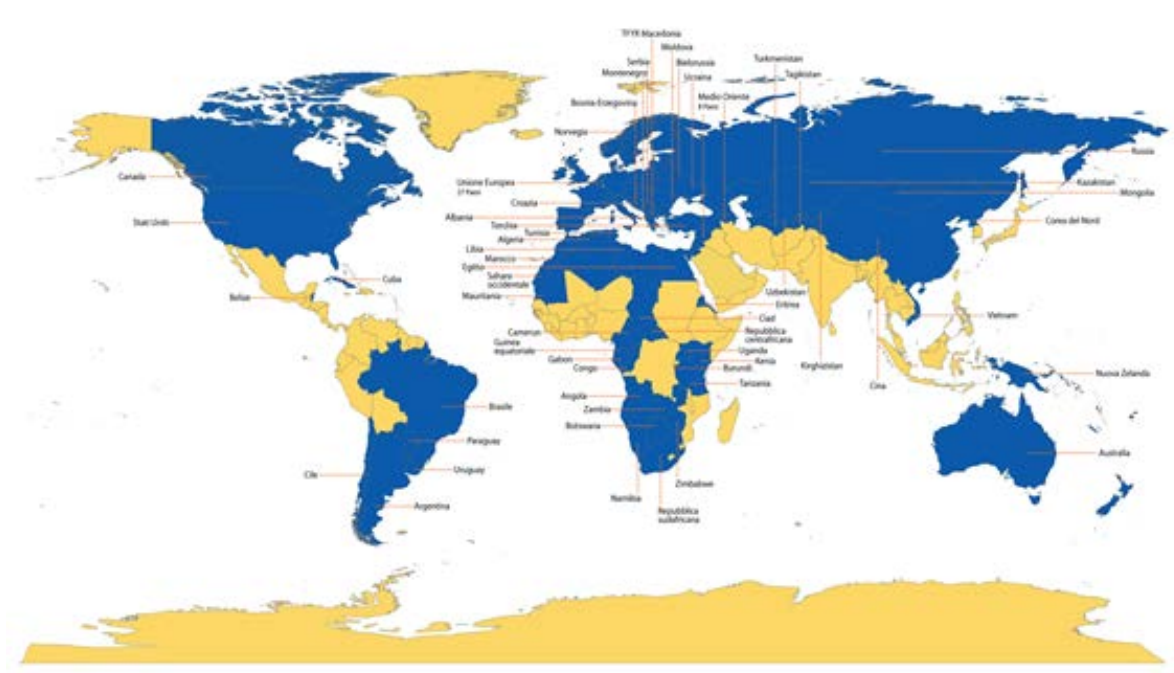 TFYR Macedonia
Moldova
Serbia
Bielorussia
Turkmenistan
Montenegro
Ucraina
Tagikistan
Bosnia-Erzegovina
Medio Oriente
8 Paesi
Norvegia
Russia
Canada
Unione Europea
27 Paesi
Kazakistan
Mongolia
Croazia
Stati Uniti
Albania
Corea del Nord
Turchia
Tunisia
Algeria
Libia
Marocco
Egitto
Cuba
Sahara
occidentale
Belize
Mauritania
Uzbekistan
Eritrea
Ciad
Vietnam
Camerun
Repubblica
centrafricana
Guinea
equatoriale
Uganda
Gabon
Kenia
Congo
Burundi
Kirghizistan
Nuova Zelanda
Tanzania
Cina
Angola
Brasile
Zambia
Botswana
Paraguay
Australia
Uruguay
Cile
Zimbabwe
Namibia
Argentina
Repubblica
sudafricana